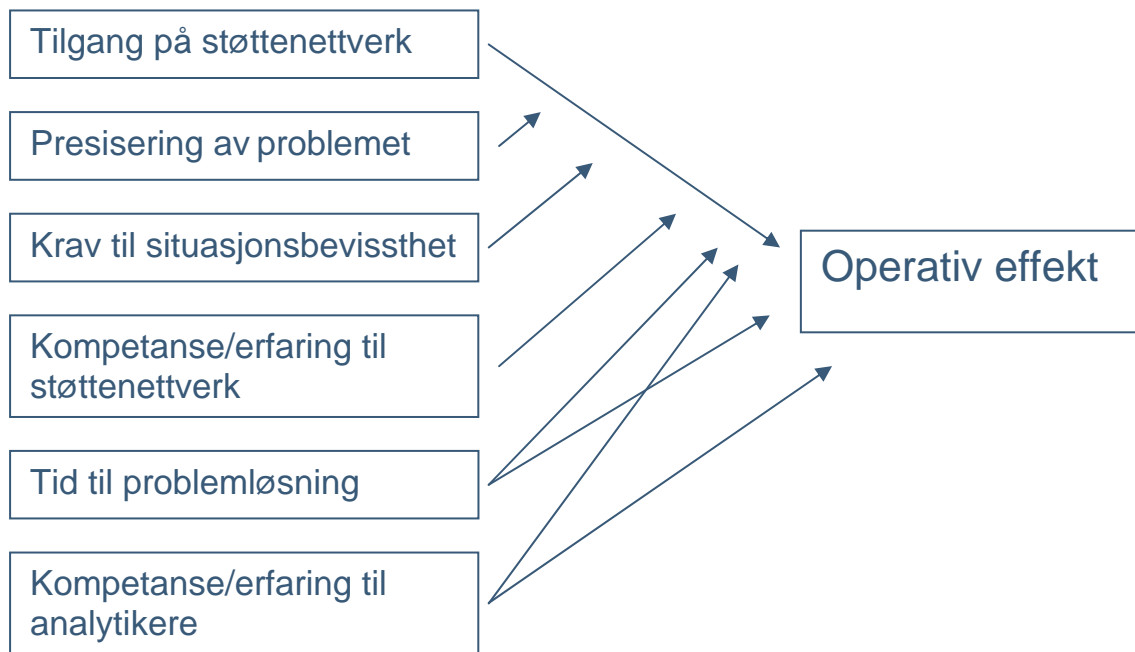 Tilgang på støttenettverk
Presisering av problemet
Krav til situasjonsbevissthet
Operativ effekt
Kompetanse/erfaring til
støttenettverk
Tid til problemløsning
Kompetanse/erfaring til
analytikere